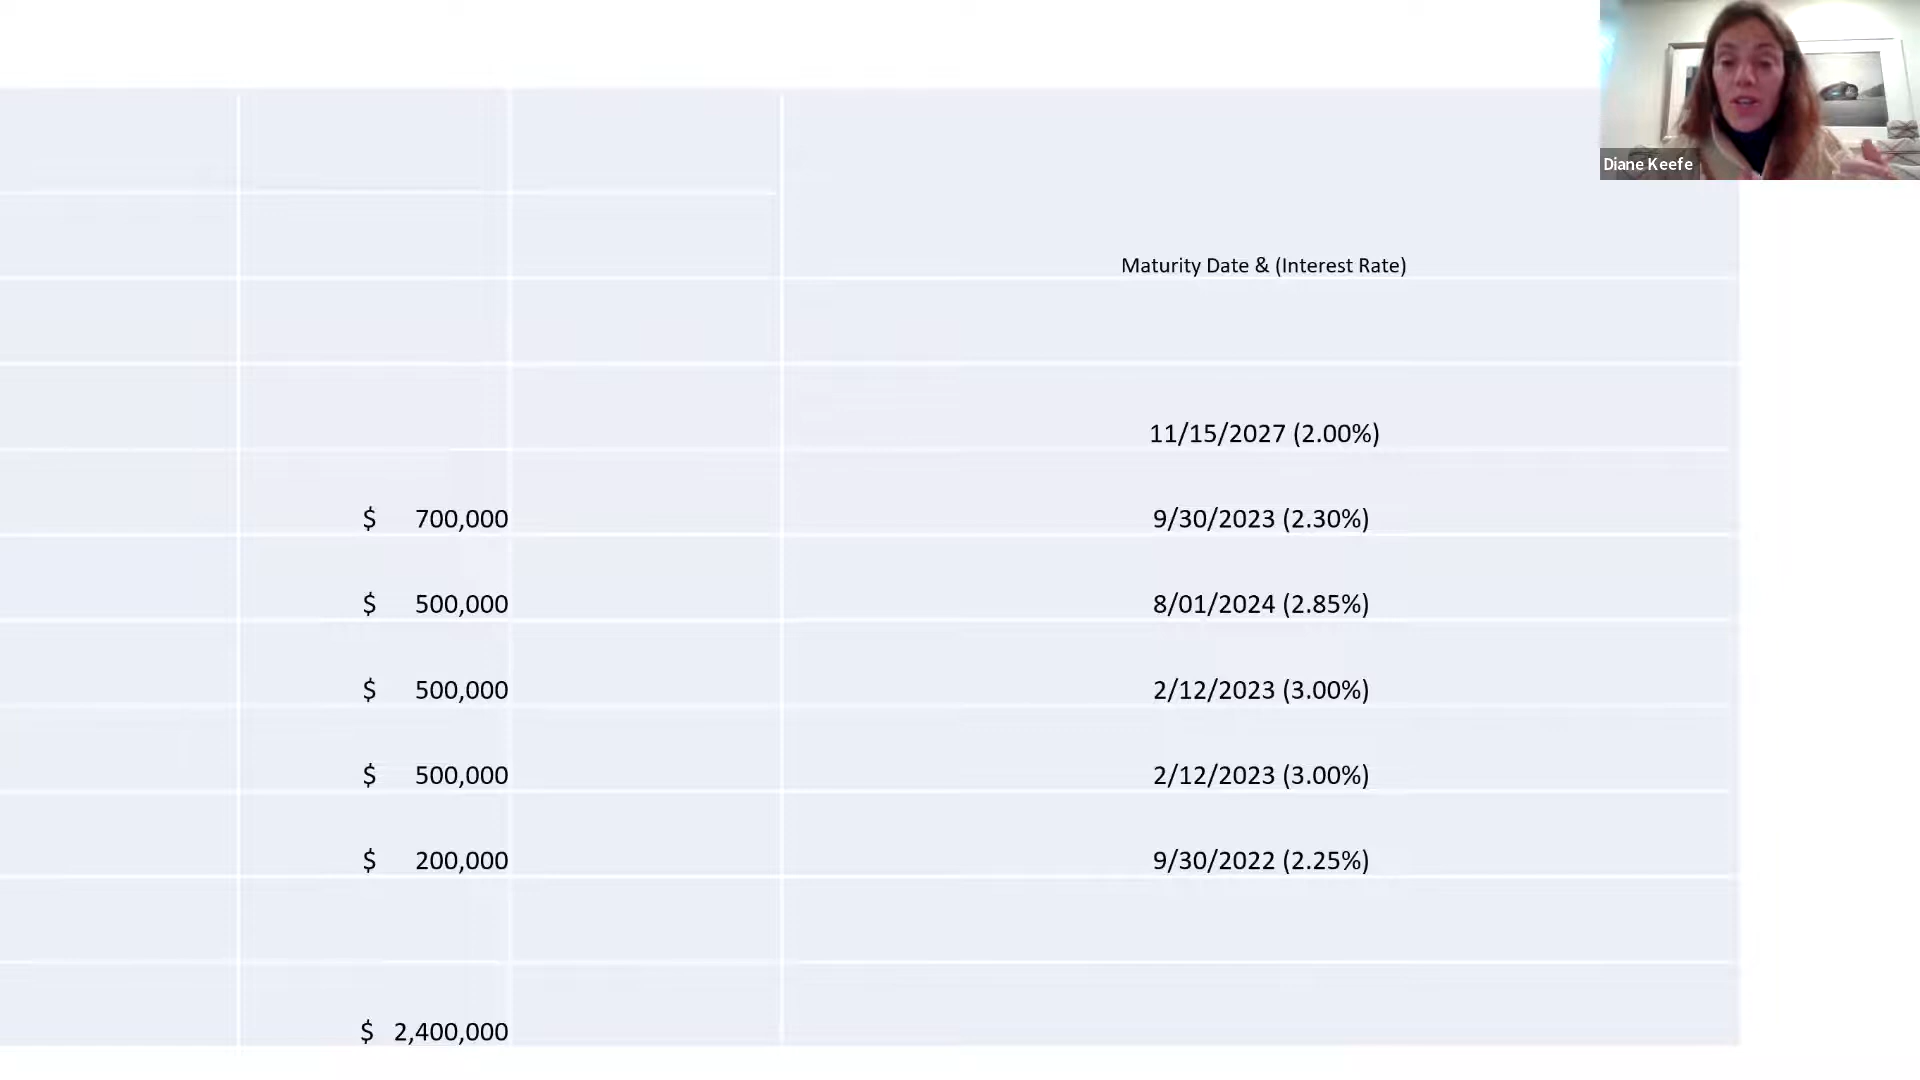 Diane Keefe
Maturity Date & (Interest Rate)
11/15/2027 (2.00%)
$ 700,000 9/30/2023 (2.30%)
$ 500,000 8/01/2024 (2.85%)
$ 500,000 2/12/2023 (3.00%)
$ 500,000 2/12/2023 (3.00%)
$ 200,000 9/30/2022 (2.25%)
$ 2,400,000